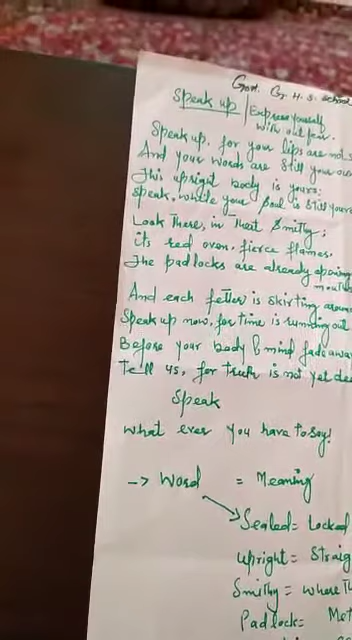 Govt. G. H. S. School
Speak up / Express yourself
with out fear.
Speak up, for your lips are not
And your words are still your
This upright body is yours;
Speak, while your Soul is still your
Look There, in that Smithy;
its red oven, fierce flames.
The padlocks are already opening
mouths
And each fetter is skirting around
Speak up now, for time is running out
Before your body & mind fade away
Tell us, for truth is not yet
Speak
What ever you have to say!
-> Word = Meaning
Sealed = Locked
Upright = Straig
Smithy = where Th
Padlock = Met